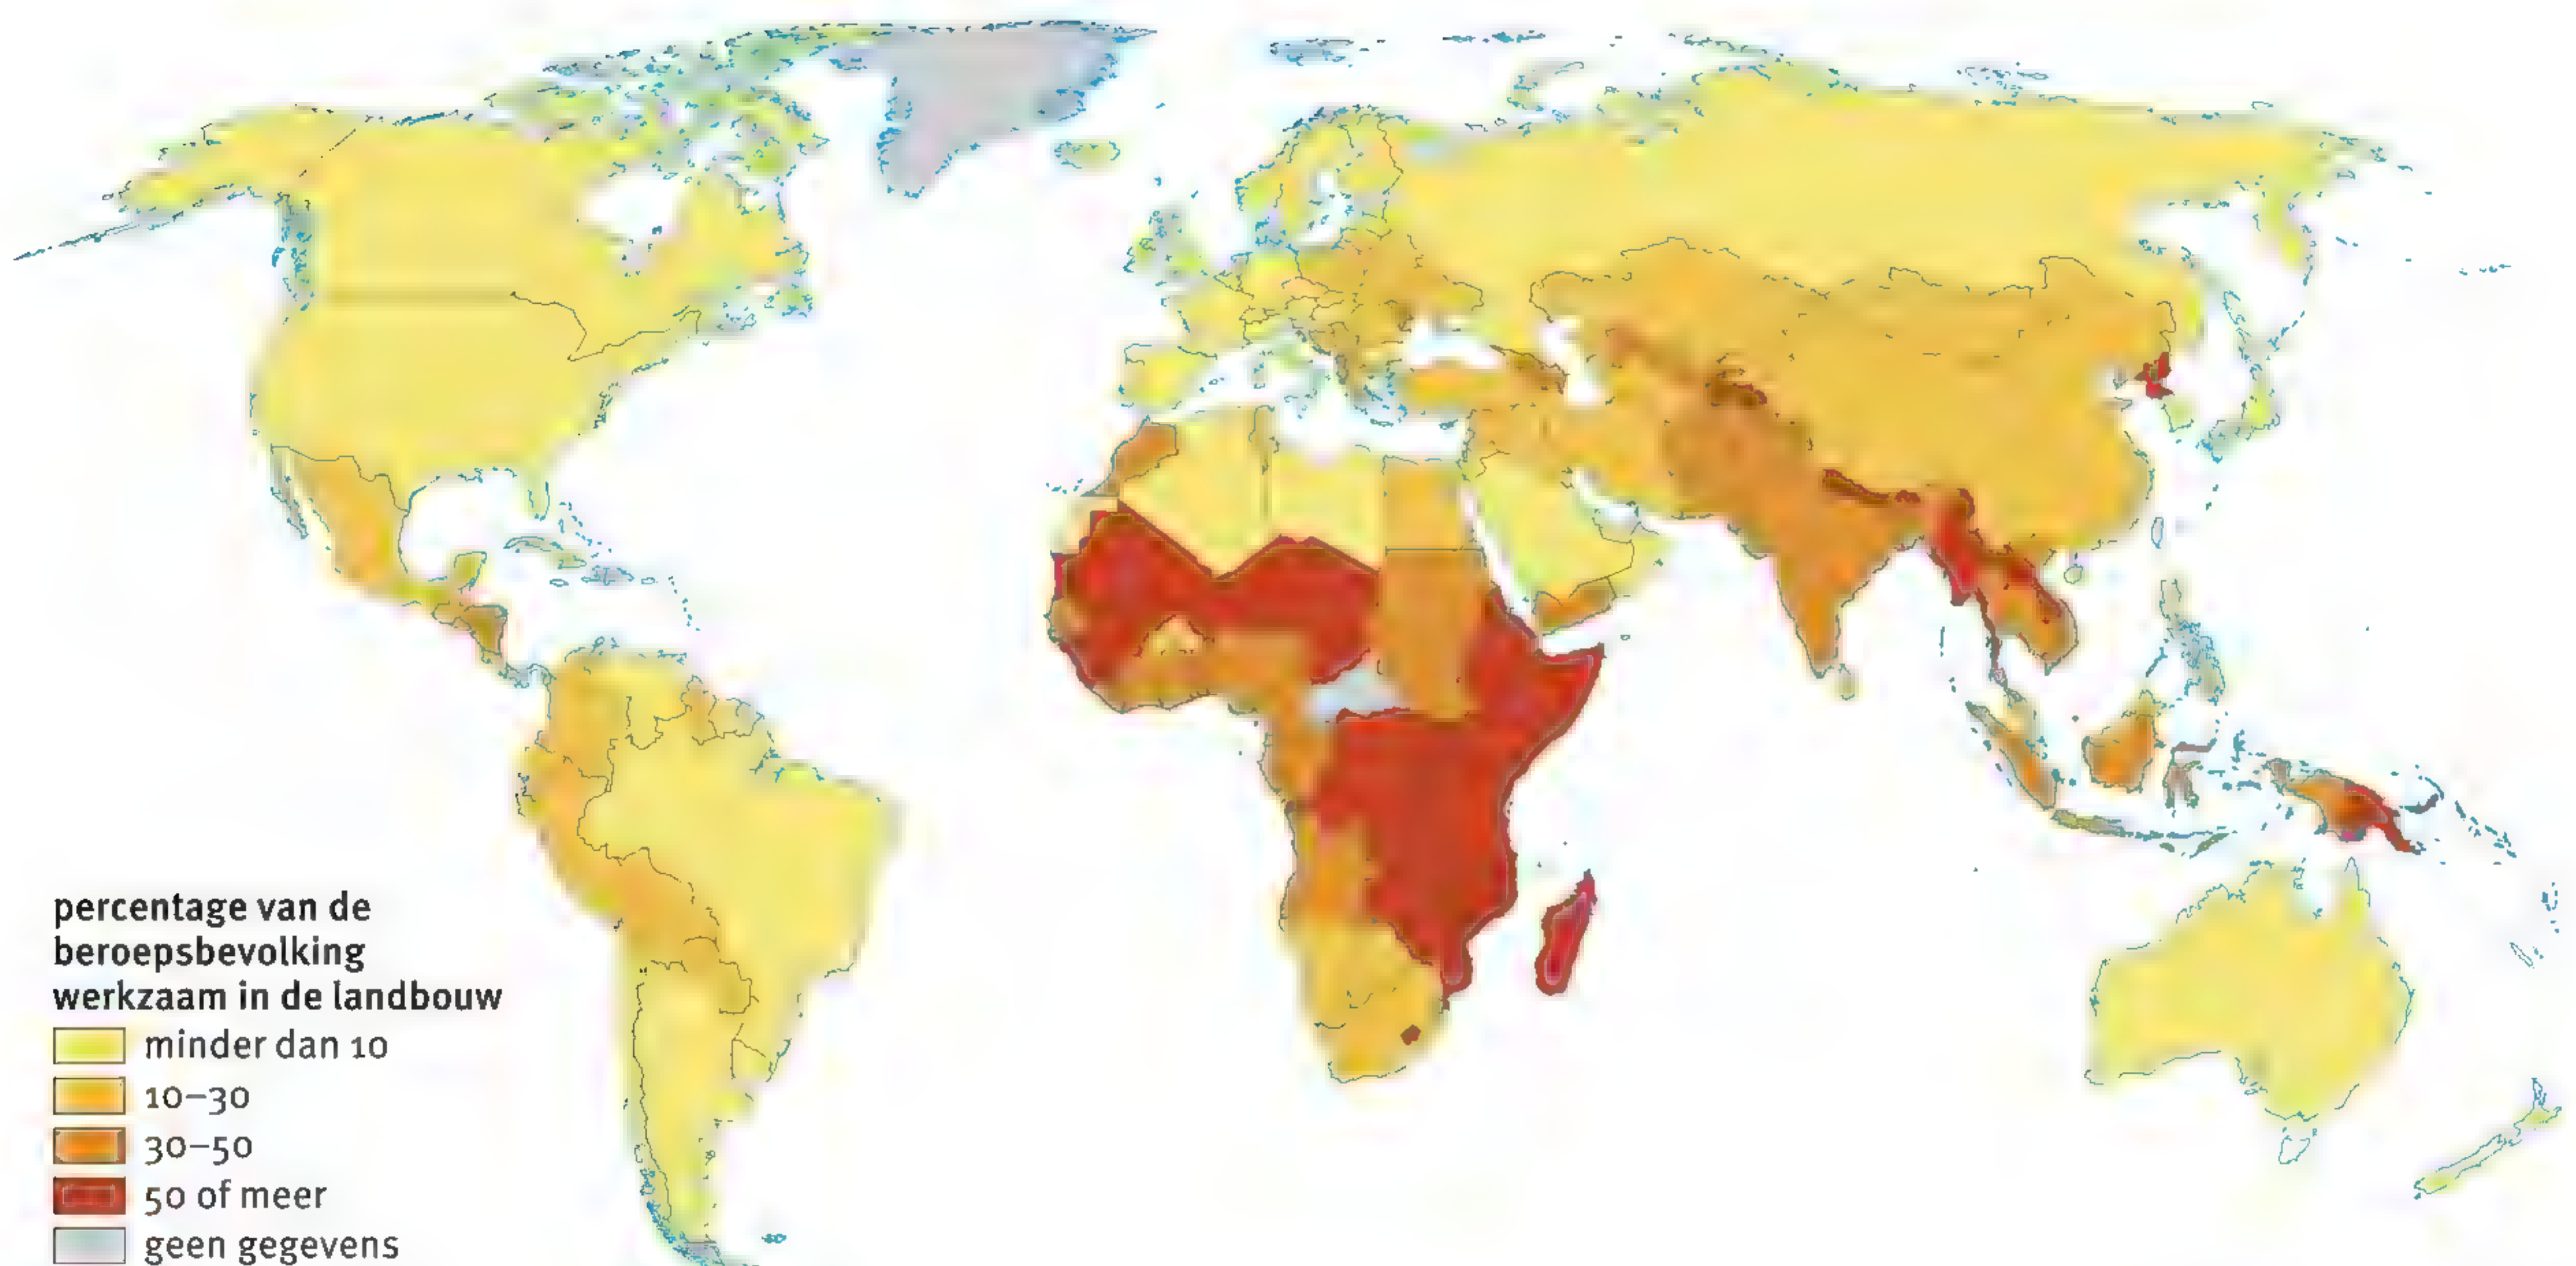 percentage van de
beroepsbevolking
werkzaam in de landbouw
minder dan 10
10–30
30–50
50 of meer
geen gegevens